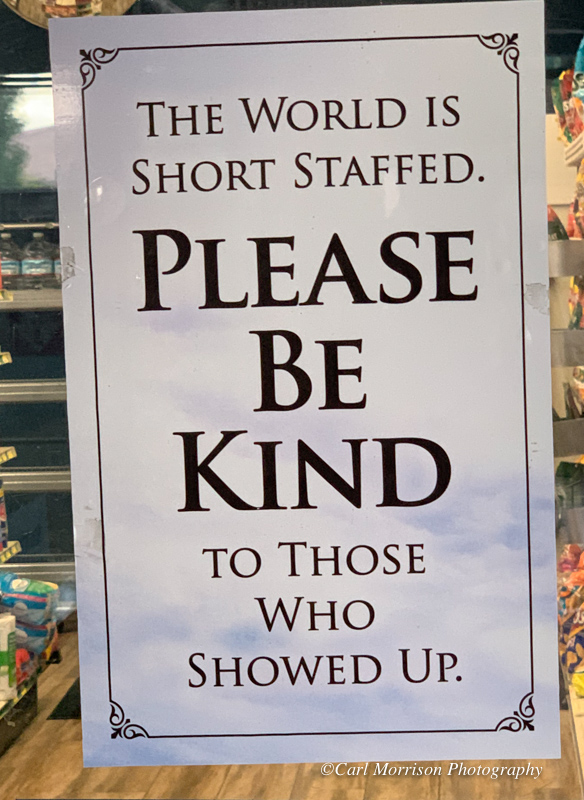 The World is
Short Staffed.
Please
Be
Kind
to Those
Who
Showed Up.
©Carl Morrison Photography